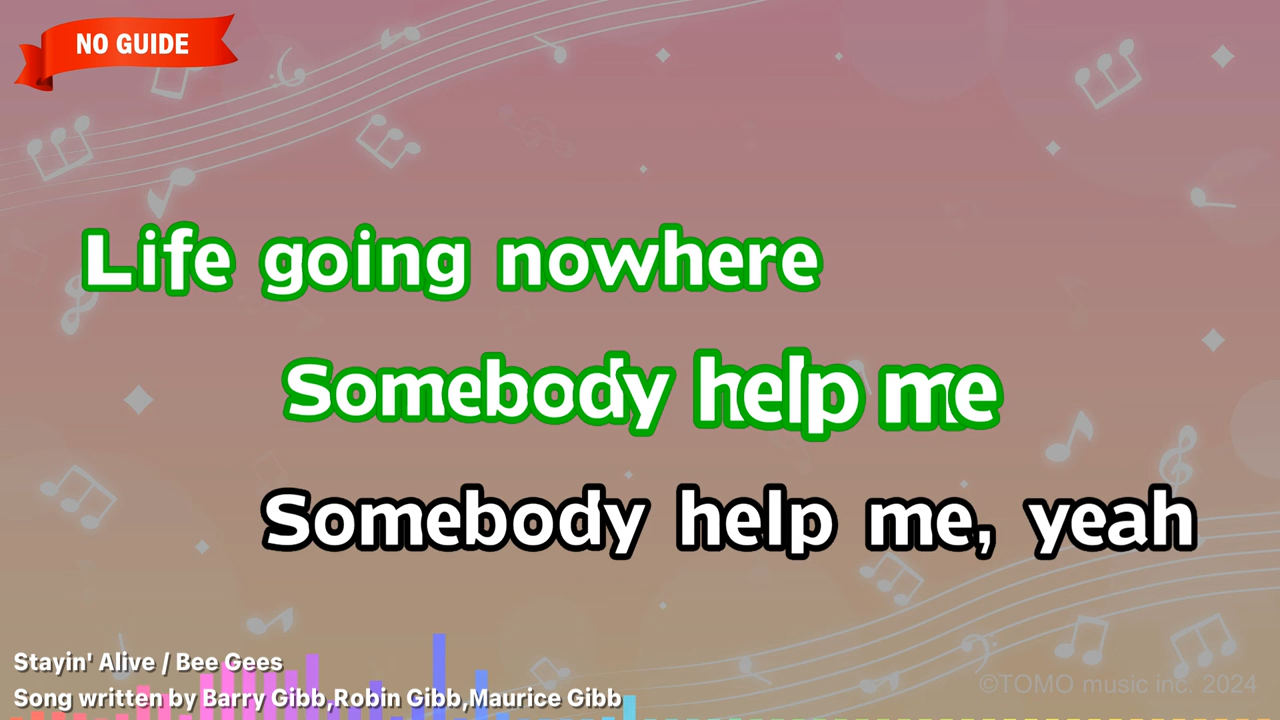 NO GUIDE
Life going nowhere
Somebody help me
Somebody help me, yeah
Stayin' Alive / Bee Gees
Song written by Barry Gibb,Robin Gibb,Maurice Gibb
©TOMO music inc. 2024